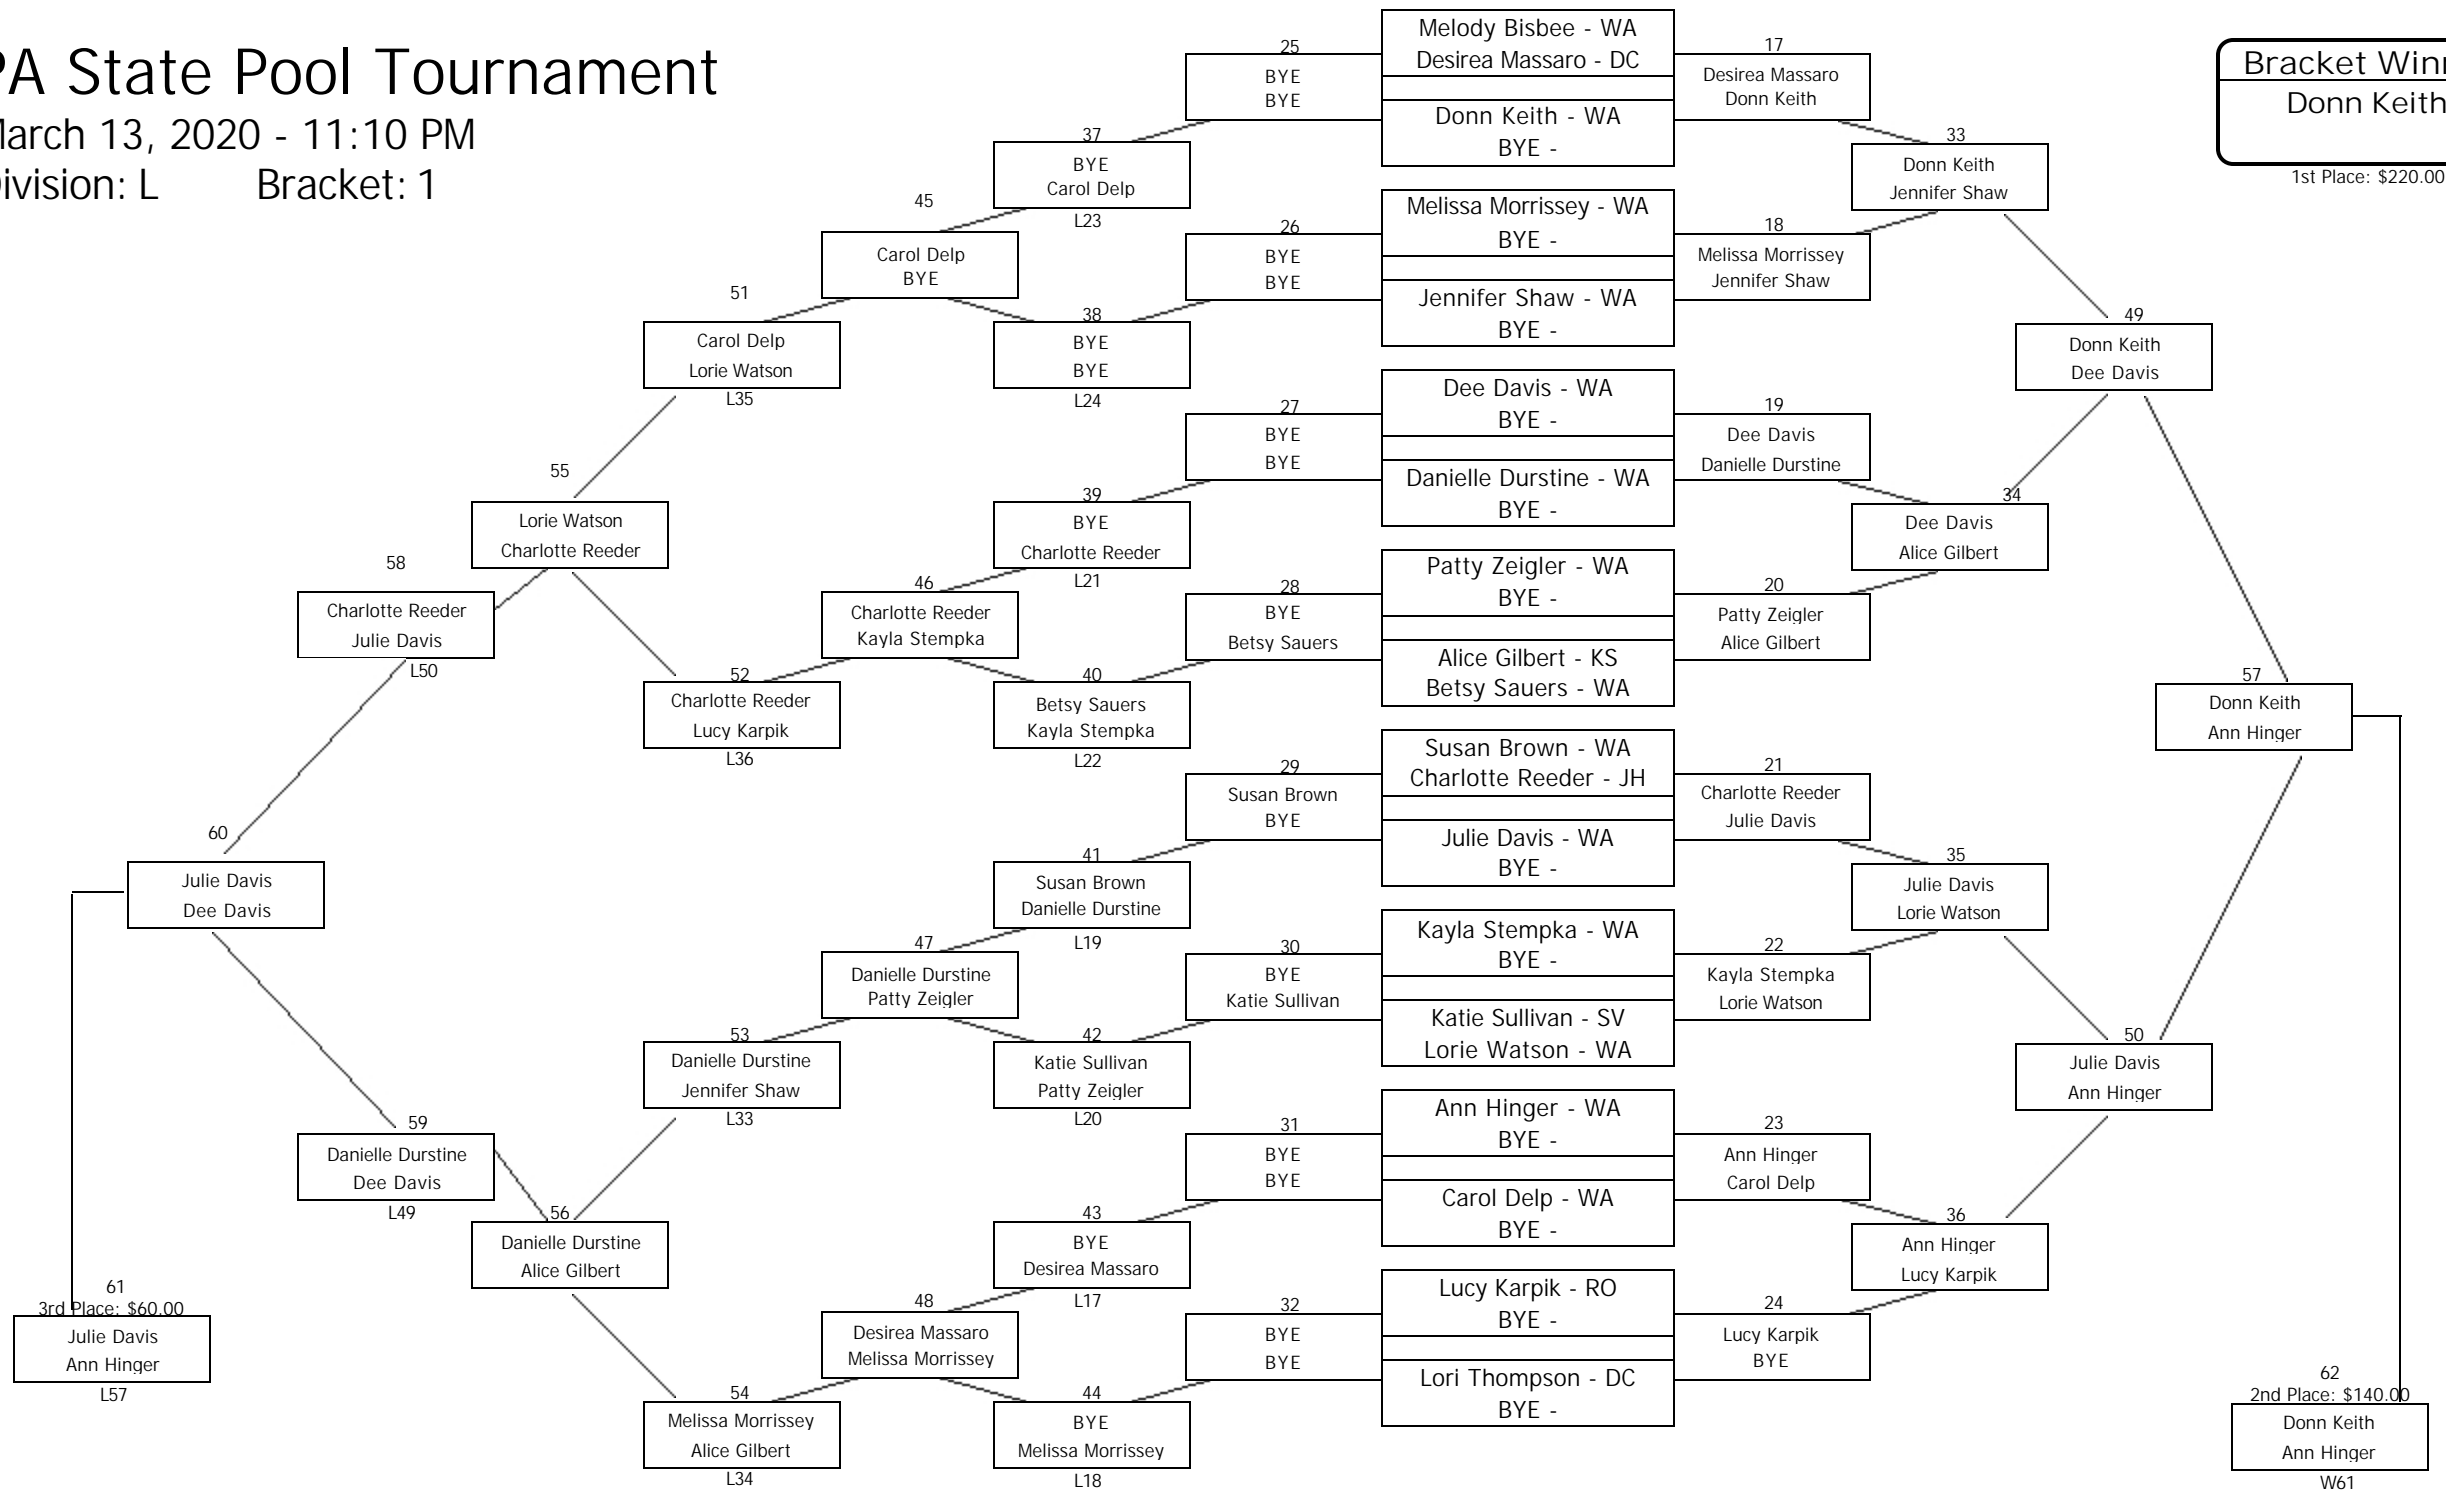 PA State Pool Tournament
March 13, 2020 - 11:10 PM
Division: L Bracket: 1
Bracket Winn
Donn Keith
1st Place: $220.00
25
BYE
BYE
37
BYE
Carol Delp
L23
45
Carol Delp
BYE
26
BYE
BYE
51
Carol Delp
Lorie Watson
L35
38
BYE
BYE
L24
27
BYE
BYE
55
Lorie Watson
Charlotte Reeder
39
BYE
Charlotte Reeder
L21
58
Charlotte Reeder
Julie Davis
L50
46
Charlotte Reeder
Kayla Stempka
28
BYE
Betsy Sauers
52
Charlotte Reeder
Lucy Karpik
L36
40
Betsy Sauers
Kayla Stempka
L22
29
Susan Brown
BYE
60
Julie Davis
Dee Davis
41
Susan Brown
Danielle Durstine
L19
47
Danielle Durstine
Patty Zeigler
30
BYE
Katie Sullivan
53
Danielle Durstine
Jennifer Shaw
L33
42
Katie Sullivan
Patty Zeigler
L20
31
BYE
BYE
59
Danielle Durstine
Dee Davis
L49
56
Danielle Durstine
Alice Gilbert
43
BYE
Desirea Massaro
L17
61
3rd Place: $60.00
Julie Davis
Ann Hinger
L57
48
Desirea Massaro
Melissa Morrissey
32
BYE
BYE
54
Melissa Morrissey
Alice Gilbert
L34
44
BYE
Melissa Morrissey
L18
Melody Bisbee - WA
Desirea Massaro - DC
Donn Keith - WA
BYE -
Melissa Morrissey - WA
BYE -
Jennifer Shaw - WA
BYE -
Dee Davis - WA
BYE -
Danielle Durstine - WA
BYE -
Patty Zeigler - WA
BYE -
Alice Gilbert - KS
Betsy Sauers - WA
Susan Brown - WA
Charlotte Reeder - JH
Julie Davis - WA
BYE -
Kayla Stempka - WA
BYE -
Katie Sullivan - SV
Lorie Watson - WA
Ann Hinger - WA
BYE -
Carol Delp - WA
BYE -
Lucy Karpik - RO
BYE -
Lori Thompson - DC
BYE -
17
Desirea Massaro
Donn Keith
33
Donn Keith
Jennifer Shaw
18
Melissa Morrissey
Jennifer Shaw
49
Donn Keith
Dee Davis
19
Dee Davis
Danielle Durstine
34
Dee Davis
Alice Gilbert
20
Patty Zeigler
Alice Gilbert
57
Donn Keith
Ann Hinger
21
Charlotte Reeder
Julie Davis
35
Julie Davis
Lorie Watson
22
Kayla Stempka
Lorie Watson
50
Julie Davis
Ann Hinger
23
Ann Hinger
Carol Delp
36
Ann Hinger
Lucy Karpik
24
Lucy Karpik
BYE
62
2nd Place: $140.00
Donn Keith
Ann Hinger
W61